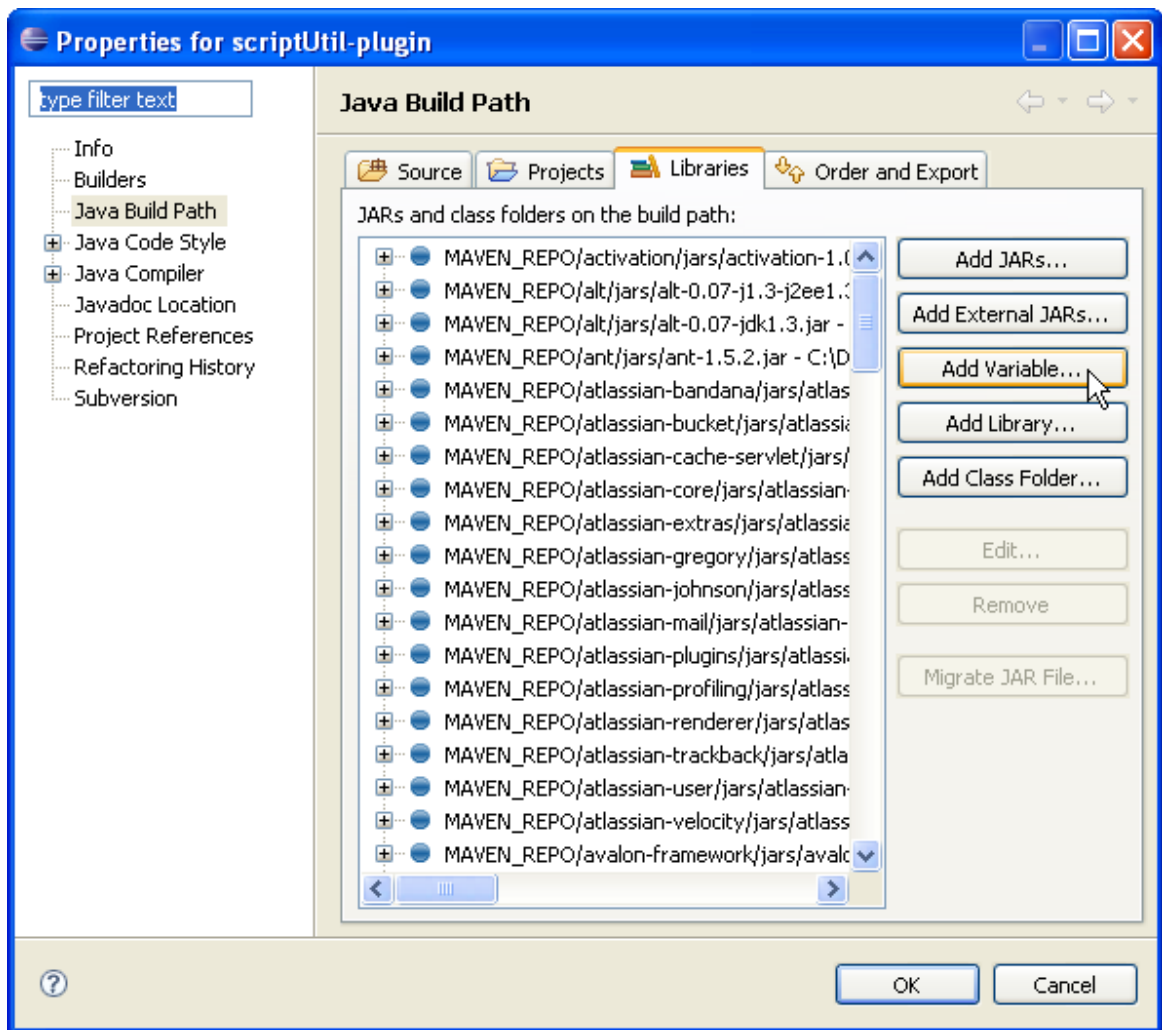 Properties for scriptUtil-plugin
type filter text
Info
Builders
Java Build Path
Java Code Style
Java Compiler
Javadoc Location
Project References
Refactoring History
Subversion
Java Build Path
Source Projects Libraries Order and Export
JARs and class folders on the build path:
MAVEN_REPO/activation/jars/activation-1.0
MAVEN_REPO/alt/jars/alt-0.07-j1.3-j2ee1.3
MAVEN_REPO/alt/jars/alt-0.07-jdk1.3.jar -
MAVEN_REPO/ant/jars/ant-1.5.2.jar - C:\D
MAVEN_REPO/atlassian-bandana/jars/atlas
MAVEN_REPO/atlassian-bucket/jars/atlassia
MAVEN_REPO/atlassian-cache-servlet/jars/
MAVEN_REPO/atlassian-core/jars/atlassian-
MAVEN_REPO/atlassian-extras/jars/atlassia
MAVEN_REPO/atlassian-gregory/jars/atlass
MAVEN_REPO/atlassian-johnson/jars/atlass
MAVEN_REPO/atlassian-mail/jars/atlassian-
MAVEN_REPO/atlassian-plugins/jars/atlassi
MAVEN_REPO/atlassian-profiling/jars/atlass
MAVEN_REPO/atlassian-renderer/jars/atlas
MAVEN_REPO/atlassian-trackback/jars/atla
MAVEN_REPO/atlassian-user/jars/atlassian-
MAVEN_REPO/atlassian-velocity/jars/atlass
MAVEN_REPO/avalon-framework/jars/avalo
Add JARs...
Add External JARs...
Add Variable...
Add Library...
Add Class Folder...
Edit...
Remove
Migrate JAR File...
OK Cancel